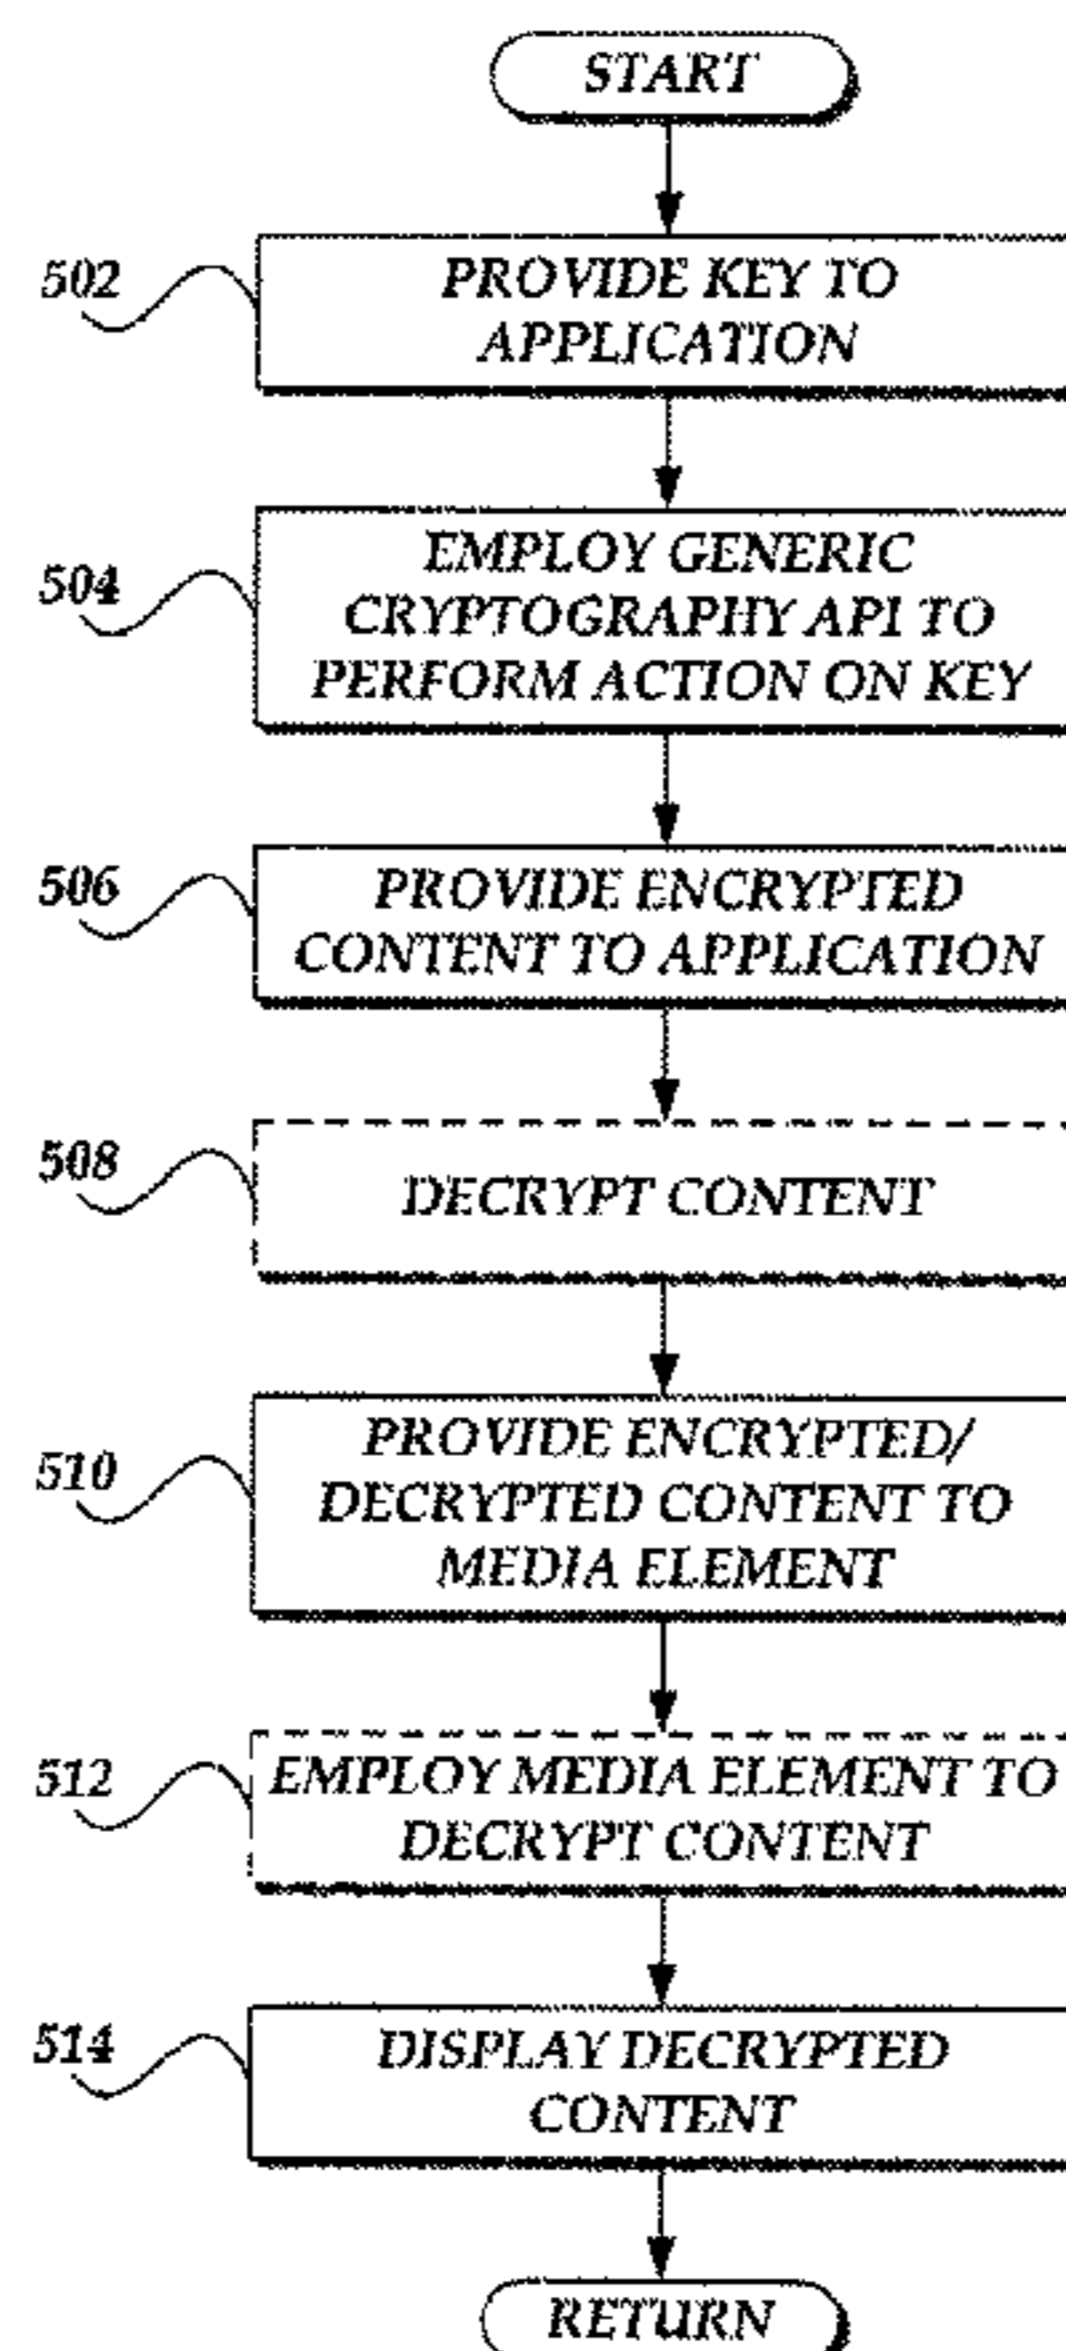 START
502
PROVIDE KEY TO
APPLICATION
504
EMPLOY GENERIC
CRYPTOGRAPHY API TO
PERFORM ACTION ON KEY
506
PROVIDE ENCRYPTED
CONTENT TO APPLICATION
508
DECRYPT CONTENT
510
PROVIDE ENCRYPTED/
DECRYPTED CONTENT TO
MEDIA ELEMENT
512
EMPLOY MEDIA ELEMENT TO
DECRYPT CONTENT
514
DISPLAY DECRYPTED
CONTENT
RETURN